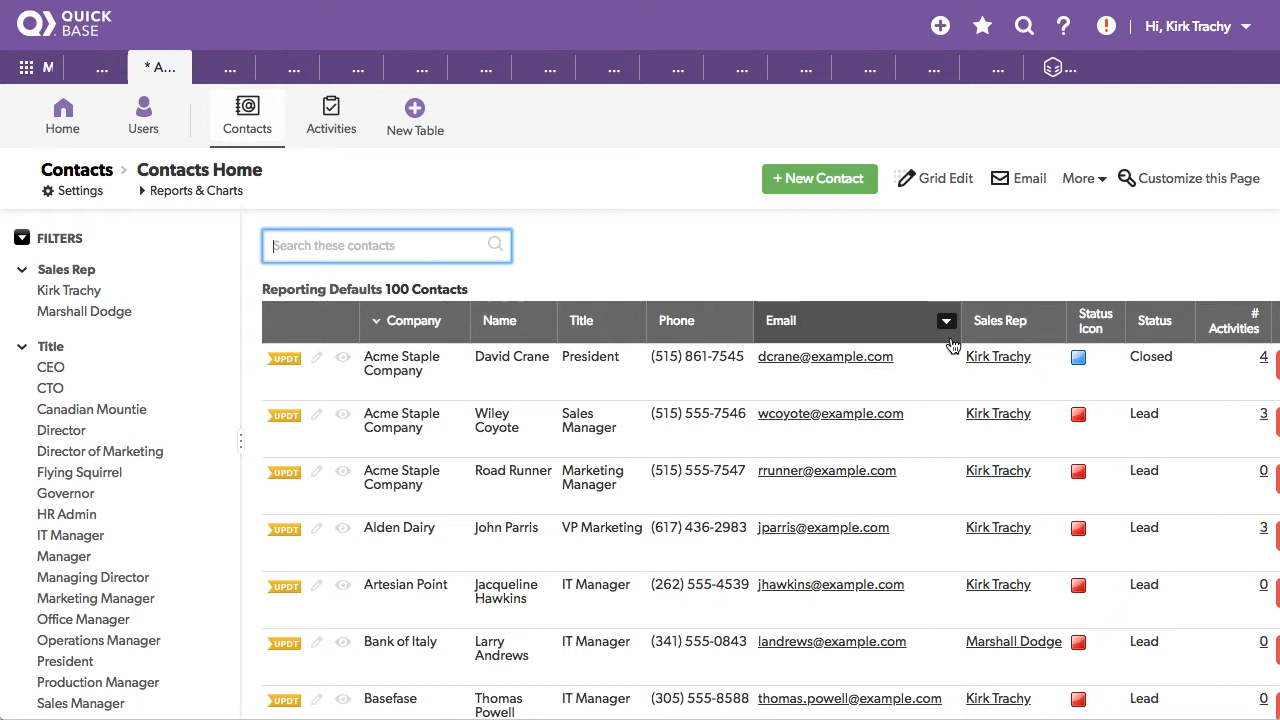 QUICK
BASE
Hi, Kirk Trachy
M ... * A... ... ... ... ... ... ... ... ... ... ... ... ... ... ...
Home Users Contacts Activities New Table
Contacts Contacts Home
Settings Reports & Charts
+ New Contact Grid Edit Email More Customize this Page
FILTERS
Sales Rep
Kirk Trachy
Marshall Dodge
Title
CEO
CTO
Canadian Mountie
Director
Director of Marketing
Flying Squirrel
Governor
HR Admin
IT Manager
Manager
Managing Director
Marketing Manager
Office Manager
Operations Manager
President
Production Manager
Sales Manager
Search these contacts
Reporting Defaults 100 Contacts
Company Name Title Phone Email Sales Rep Status Icon Status # Activities
UPDT Acme Staple Company David Crane President (515) 861-7545 dcrane@example.com Kirk Trachy Closed 4
UPDT Acme Staple Company Wiley Coyote Sales Manager (515) 555-7546 wcoyote@example.com Kirk Trachy Lead 3
UPDT Acme Staple Company Road Runner Marketing Manager (515) 555-7547 rrunner@example.com Kirk Trachy Lead 0
UPDT Alden Dairy John Parris VP Marketing (617) 436-2983 jparris@example.com Kirk Trachy Lead 3
UPDT Artesian Point Jacqueline Hawkins IT Manager (262) 555-4539 jhawkins@example.com Kirk Trachy Lead 0
UPDT Bank of Italy Larry Andrews IT Manager (341) 555-0843 landrews@example.com Marshall Dodge Lead 0
UPDT Basefase Thomas Powell IT Manager (305) 555-8588 thomas.powell@example.com Kirk Trachy Lead 0